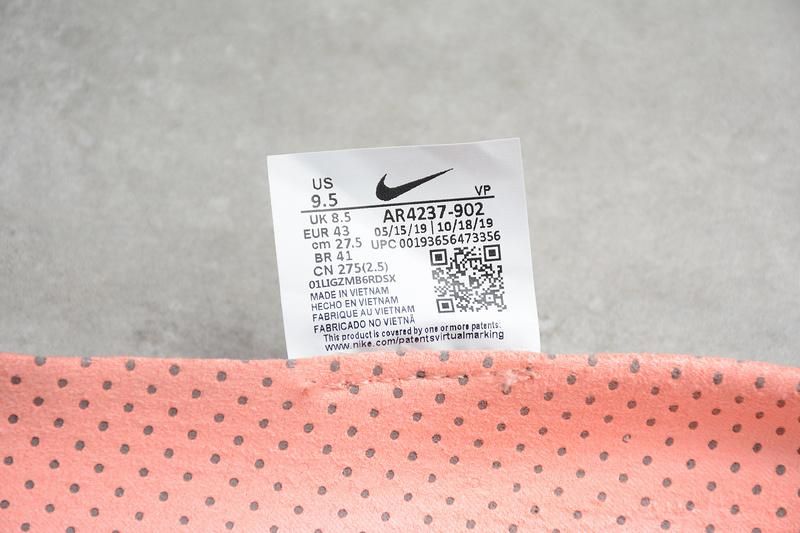 US
9.5
VP
UK 8.5
AR4237-902
EUR 43
05/15/19 | 10/18/19
cm 27.5
UPC 00193656473356
BR 41
CN 275(2.5)
01LIGZMB6RDSX
MADE IN VIETNAM
HECHO EN VIETNAM
FABRIQUE AU VIETNAM
FABRICADO NO VIETNÃ
This product is covered by one or more patents:
www.nike.com/patentsvirtualmarking